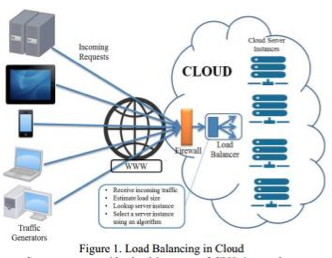 Incoming
Requests
Cloud Server
Instances
CLOUD
Firewall
Load
Balancer
WWW
• Receive incoming traffic
• Estimate load size
• Lookup server instance
• Select a server instance
using an algorithm
Traffic
Generators
Figure 1. Load Balancing in Cloud